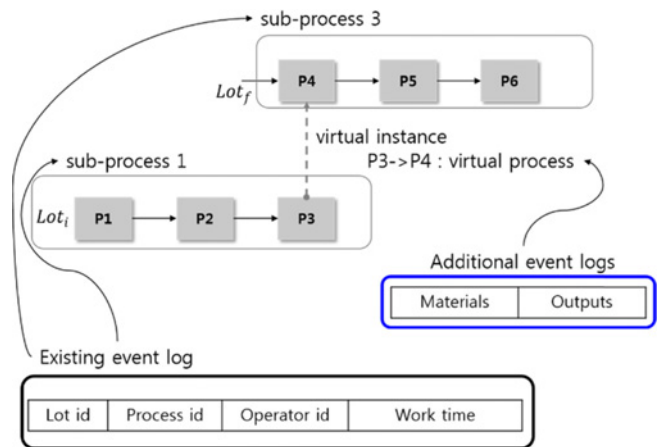 sub-process 3
Lot_f
P4
P5
P6
virtual instance
P3->P4 : virtual process
sub-process 1
Lot_i
P1
P2
P3
Additional event logs
Materials
Outputs
Existing event log
Lot id
Process id
Operator id
Work time